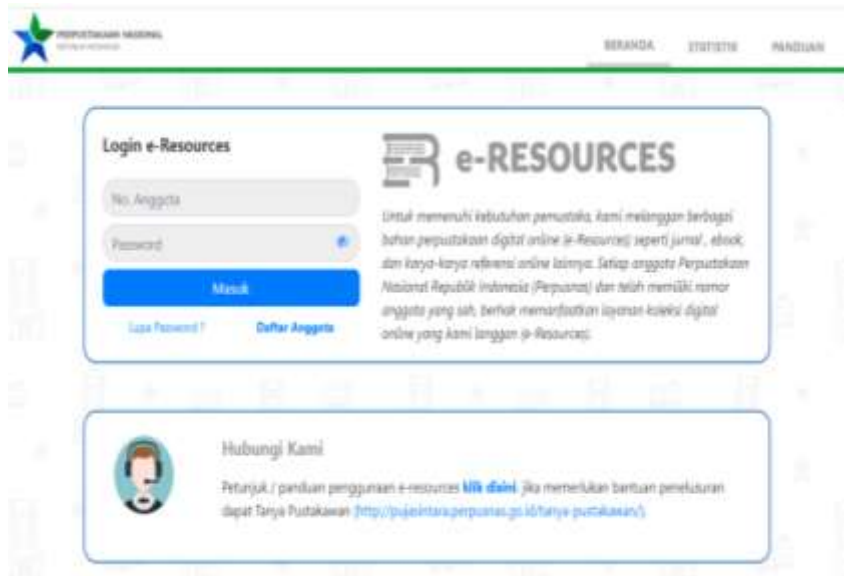 PERPUSTAKAAN NASIONAL
REPUBLIK INDONESIA
BERANDA STATISTIK PANDUAN
Login e-Resources
No. Anggota
Password
Masuk
Lupa Password ? Daftar Anggota
e-RESOURCES
Untuk memenuhi kebutuhan pemustaka, kami melanggan berbagai
bahan perpustakaan digital online (e-Resources) seperti jurnal , ebook,
dan karya-karya referensi online lainnya. Setiap anggota Perpustakaan
Nasional Republik Indonesia (Perpusnas) dan telah memiliki nomor
anggota yang sah, berhak memanfaatkan layanan koleksi digital
online yang kami langgan (e-Resources).
Hubungi Kami
Petunjuk / panduan penggunaan e-resources klik disini. Jika memerlukan bantuan penelusuran
dapat Tanya Pustakawan (http://pujasintara.perpusnas.go.id/tanya-pustakawan/).